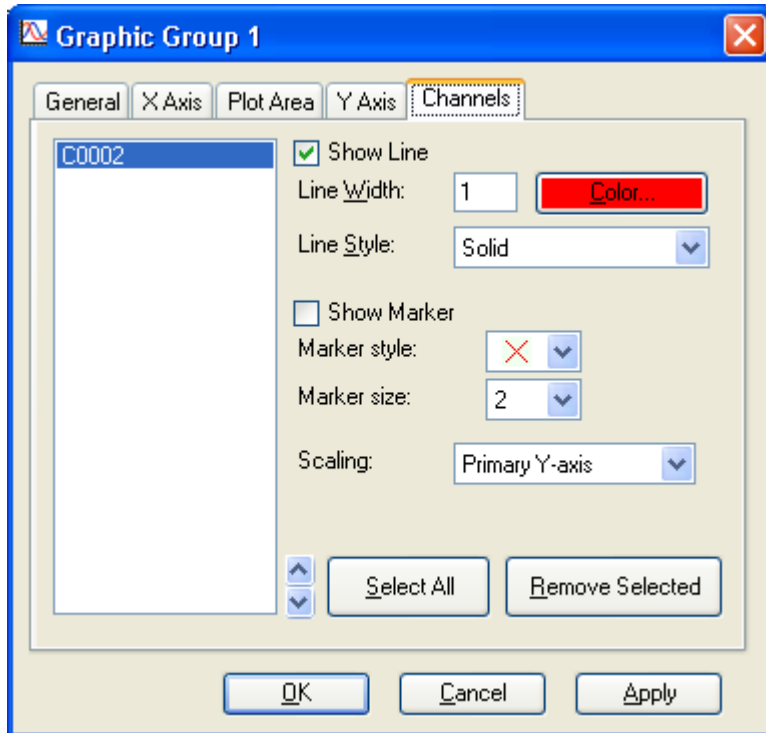 Graphic Group 1
General X Axis Plot Area Y Axis Channels
C0002
Show Line
Line Width: 1 Color...
Line Style: Solid
Show Marker
Marker style:
Marker size: 2
Scaling: Primary Y-axis
Select All Remove Selected
OK Cancel Apply